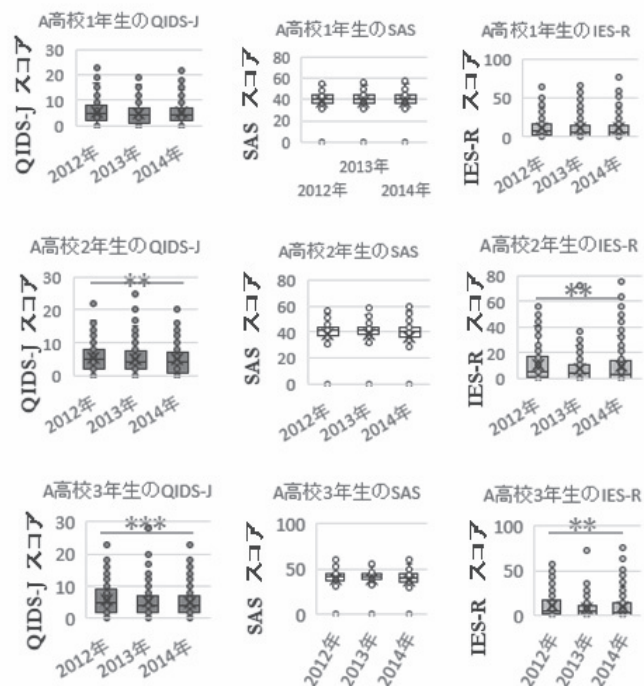 A高校1年生のQIDS-J
QIDS-J スコア
30
20
10
0
2012年
2013年
2014年
A高校1年生のSAS
SAS スコア
80
60
40
20
0
2013年
2012年
2014年
A高校1年生のIES-R
IES-R スコア
100
50
0
2012年
2013年
2014年
A高校2年生のQIDS-J
QIDS-J スコア
30
20
10
0
**
2012年
2013年
2014年
A高校2年生のSAS
SAS スコア
80
60
40
20
0
2012年
2013年
2014年
A高校2年生のIES-R
IES-R スコア
80
60
40
20
0
**
2012年
2013年
2014年
A高校3年生のQIDS-J
QIDS-J スコア
30
20
10
0
***
2012年
2013年
2014年
A高校3年生のSAS
SAS スコア
100
50
0
2012年
2013年
2014年
A高校3年生のIES-R
IES-R スコア
100
50
0
**
2012年
2013年
2014年